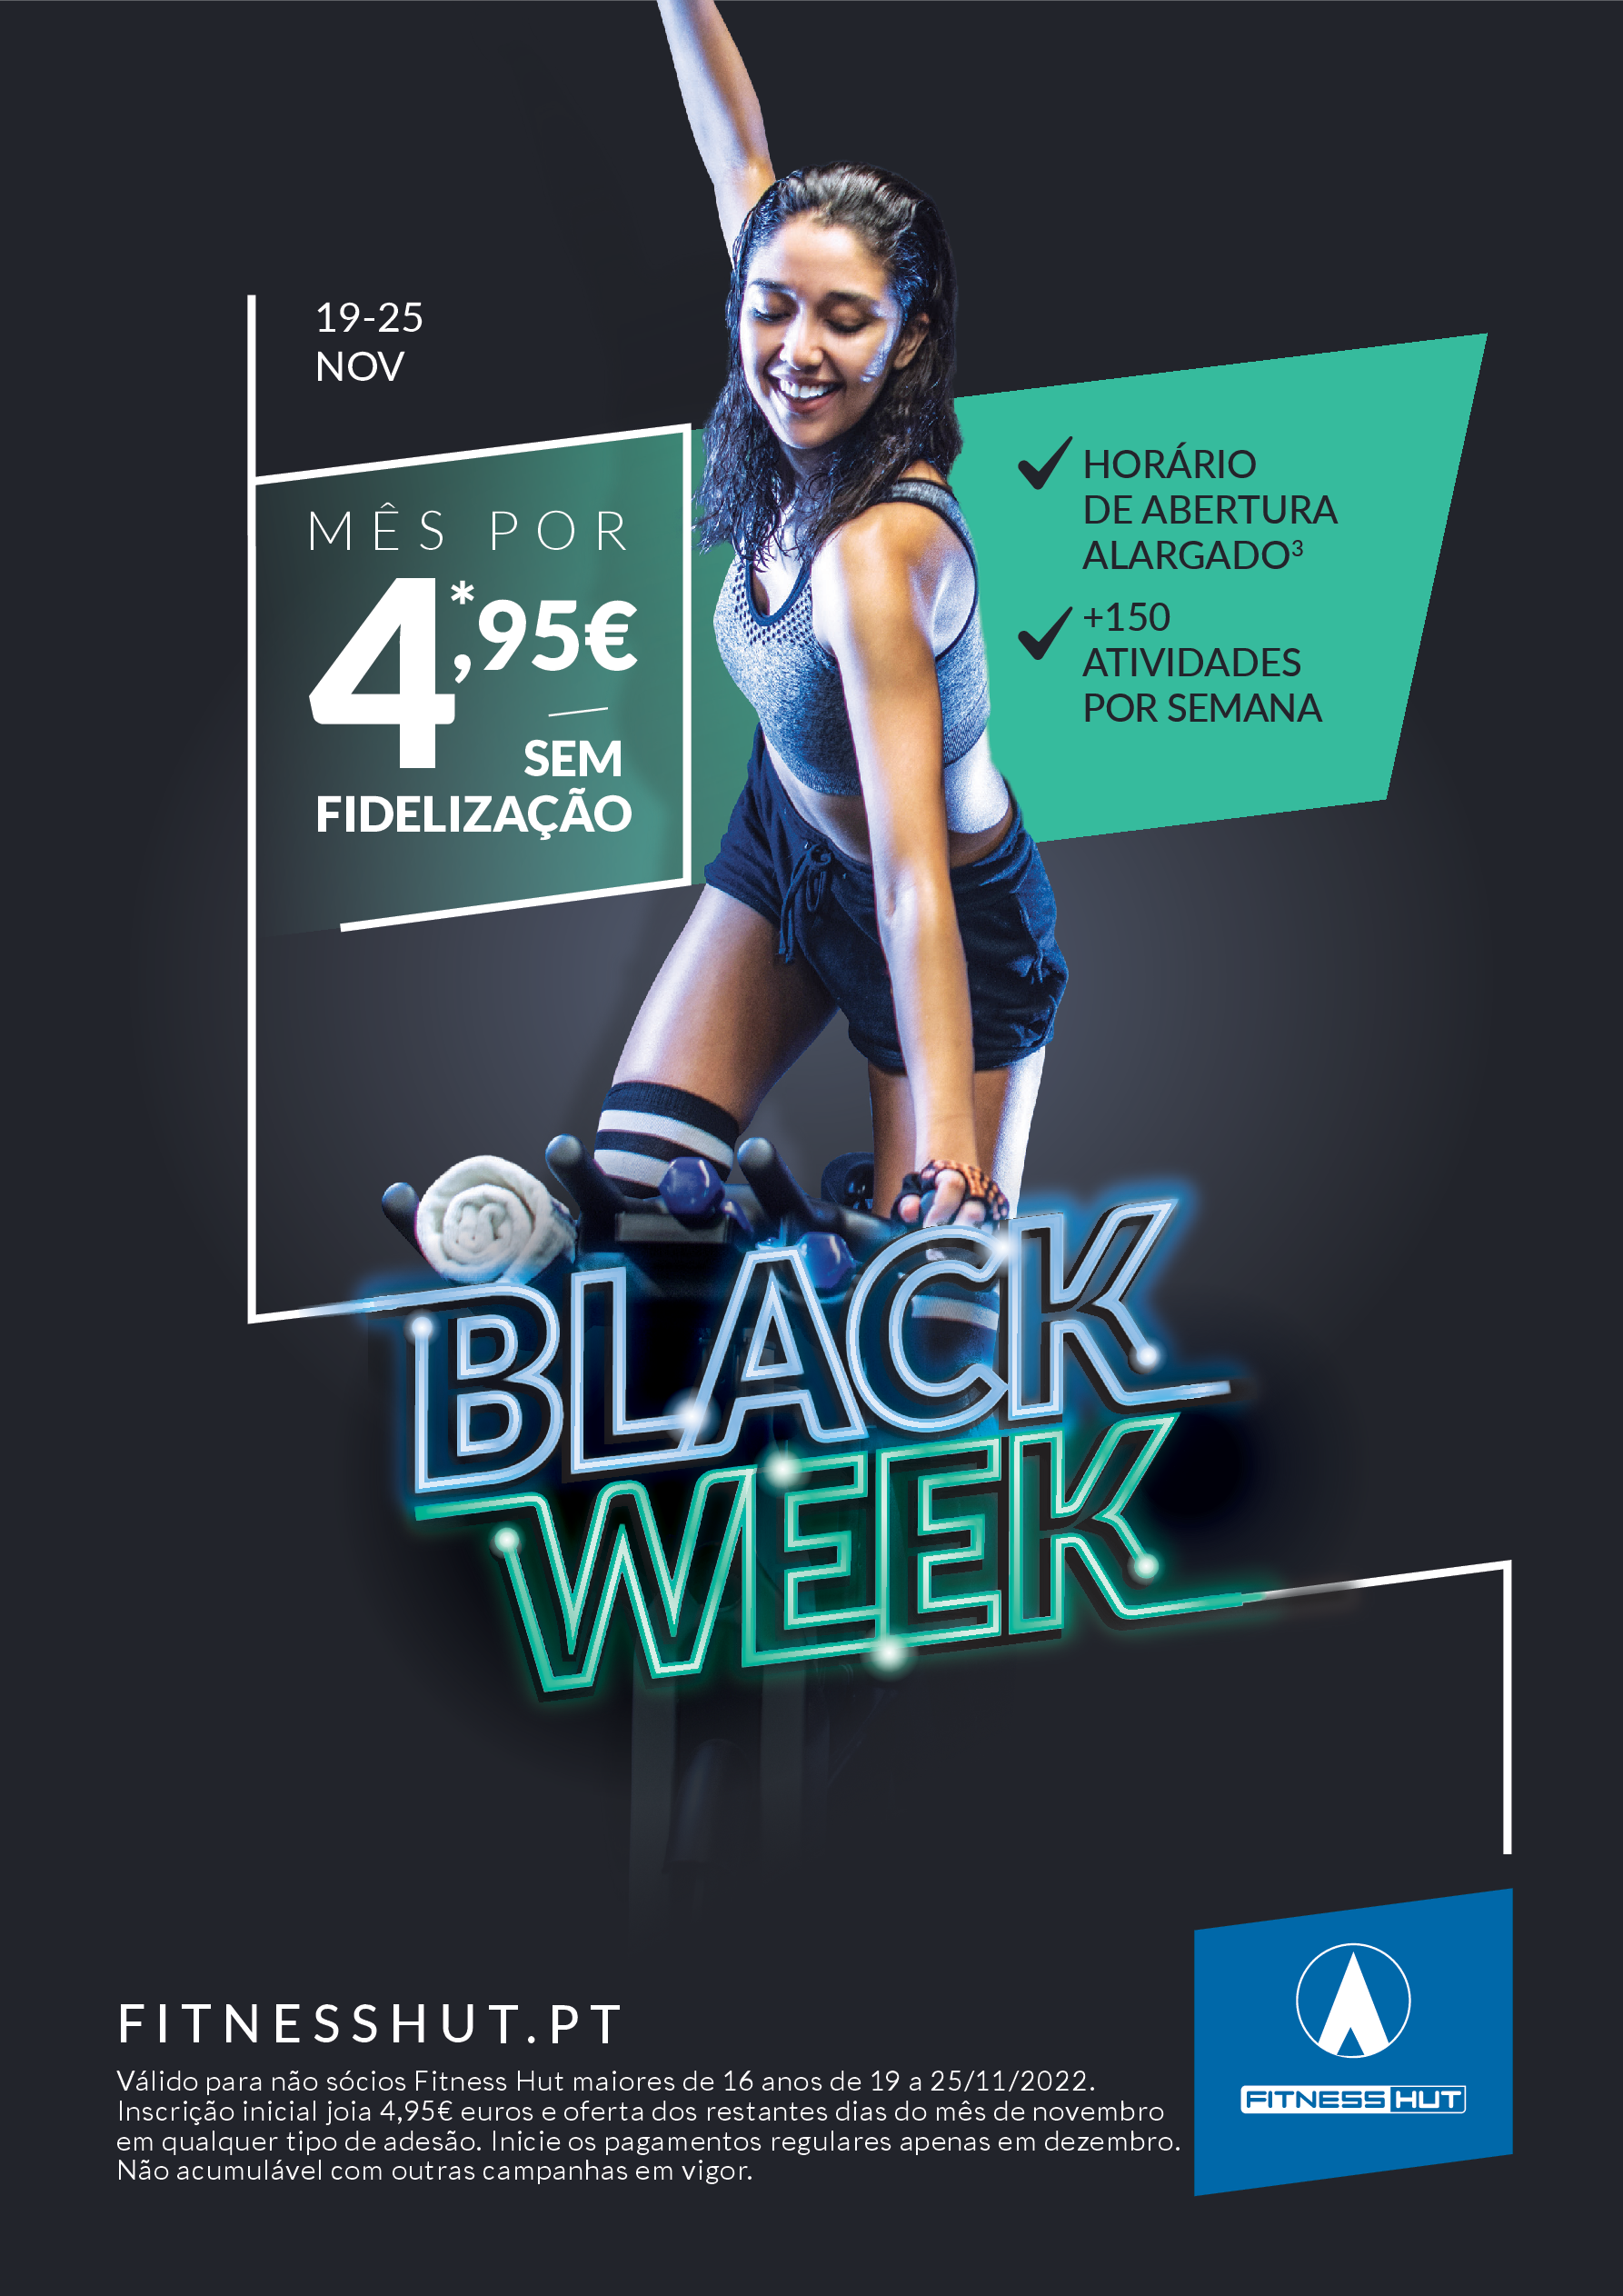 19-25
NOV
MÊS POR
4,95€*
SEM
FIDELIZAÇÃO
HORÁRIO
DE ABERTURA
ALARGADO³
+150
ATIVIDADES
POR SEMANA
BLACK
WEEK
FITNESSHUT.PT
Válido para não sócios Fitness Hut maiores de 16 anos de 19 a 25/11/2022.
Inscrição inicial joia 4,95€ euros e oferta dos restantes dias do mês de novembro
em qualquer tipo de adesão. Inicie os pagamentos regulares apenas em dezembro.
Não acumulável com outras campanhas em vigor.
FITNESS HUT